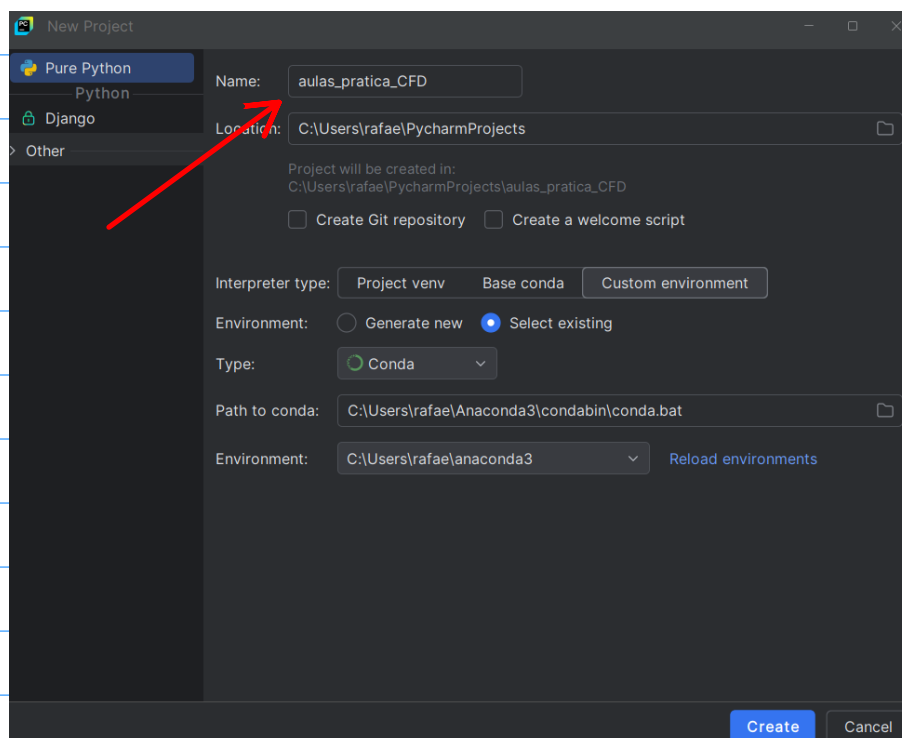 PC
New Project
Pure Python
Python
Django
Other
Name: aulas_pratica_CFD
Location: C:\Users\rafae\PycharmProjects
Project will be created in:
C:\Users\rafae\PycharmProjects\aulas_pratica_CFD
Create Git repository Create a welcome script
Interpreter type: Project venv Base conda Custom environment
Environment: Generate new Select existing
Type: Conda
Path to conda: C:\Users\rafae\Anaconda3\condabin\conda.bat
Environment: C:\Users\rafae\anaconda3 Reload environments
Create Cancel